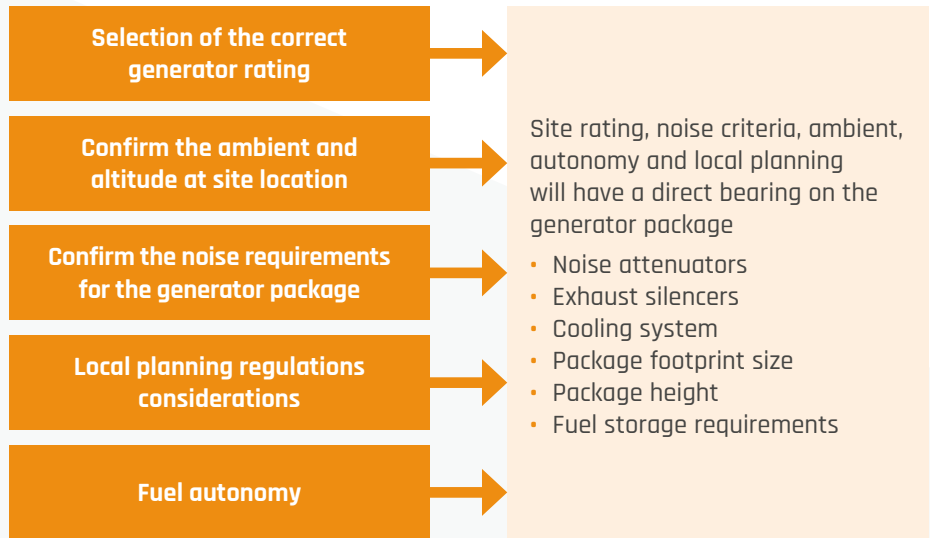 Selection of the correct
generator rating
Confirm the ambient and
altitude at site location
Confirm the noise requirements
for the generator package
Local planning regulations
considerations
Fuel autonomy
Site rating, noise criteria, ambient,
autonomy and local planning
will have a direct bearing on the
generator package
• Noise attenuators
• Exhaust silencers
• Cooling system
• Package footprint size
• Package height
• Fuel storage requirements